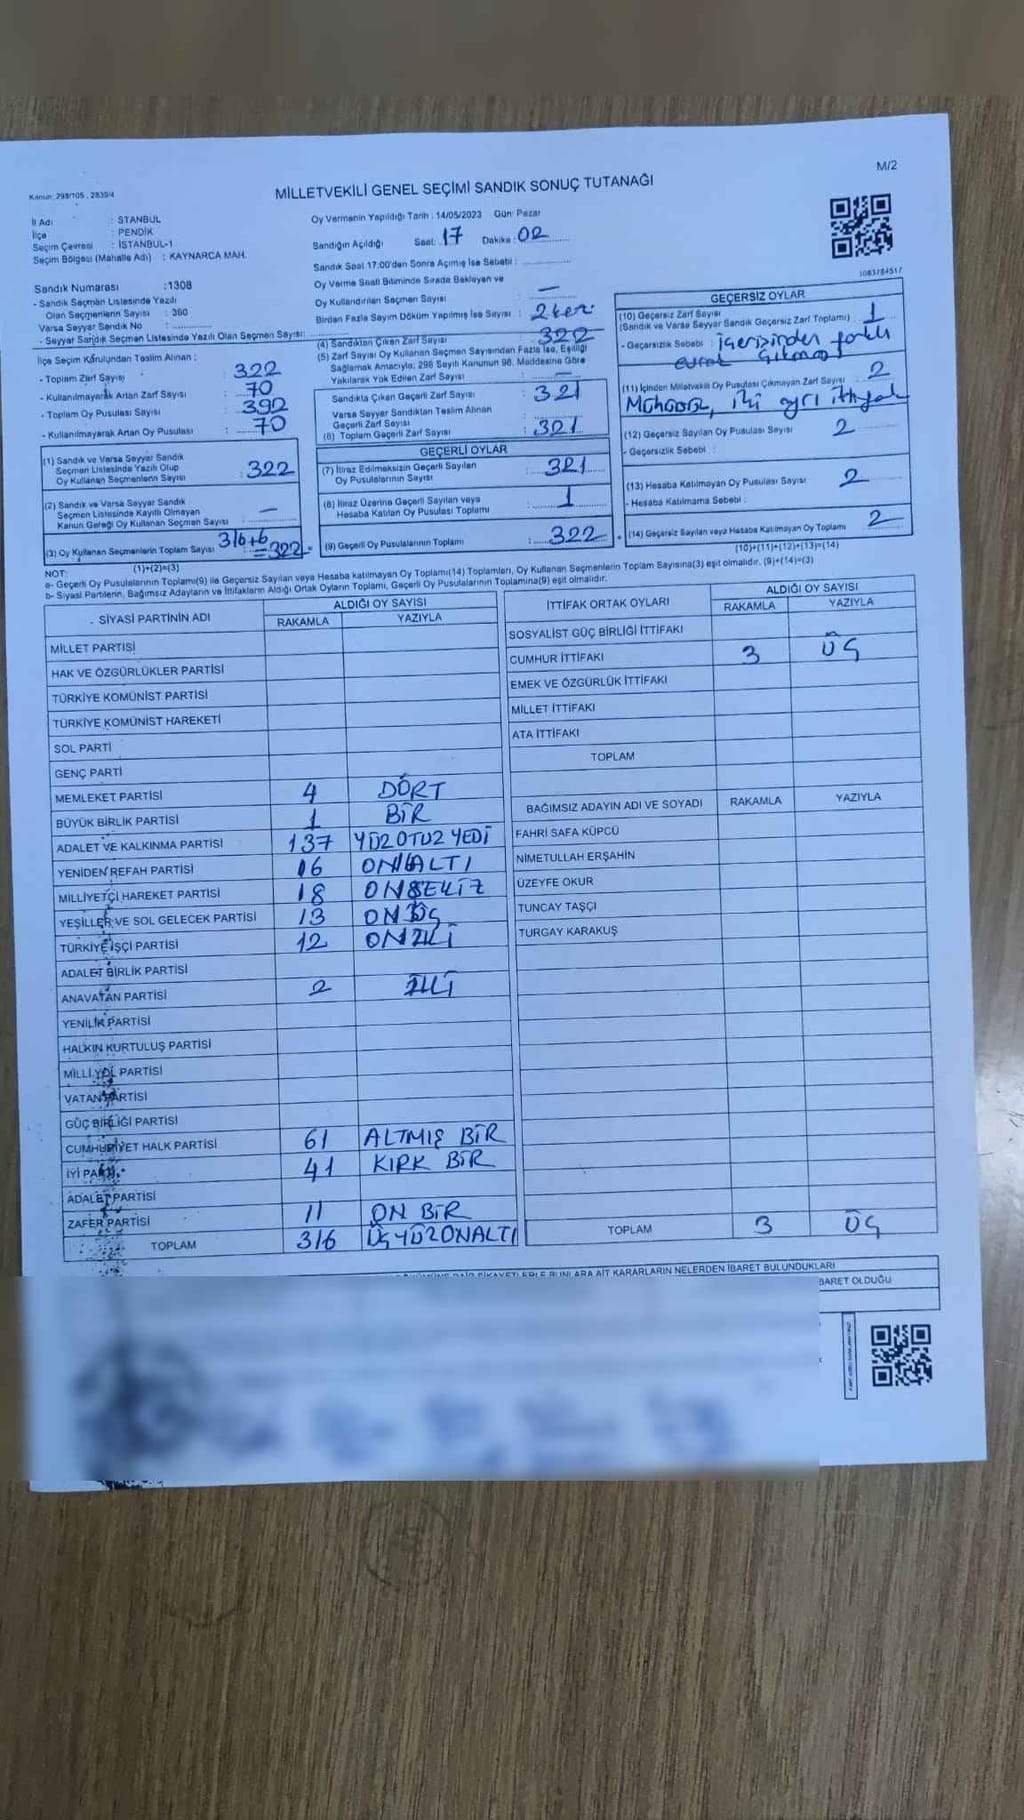 M/2
Kanun: 298/105 , 2839/4
MİLLETVEKİLİ GENEL SEÇİMİ SANDIK SONUÇ TUTANAĞI
İl Adı : İSTANBUL
İlçe : PENDİK
Seçim Çevresi : İSTANBUL-1
Seçim Bölgesi (Mahalle Adı) : KAYNARCA MAH.
Sandık Numarası :1308
- Sandık Seçmen Listesinde Yazılı
Olan Seçmenlerin Sayısı : 360
Varsa Seyyar Sandık No :
- Seyyar Sandık Seçmen Listesinde Yazılı Olan Seçmen Sayısı:
İlçe Seçim Kurulundan Teslim Alınan :
- Toplam Zarf Sayısı : 322
- Kullanılmayarak Artan Zarf Sayısı : 70
- Toplam Oy Pusulası Sayısı : 392
- Kullanılmayarak Artan Oy Pusulası : 70
(1) Sandık ve Varsa Seyyar Sandık
Seçmen Listesinde Yazılı Olup
Oy Kullanan Seçmenlerin Sayısı : 322
(2) Sandık ve Varsa Seyyar Sandık
Seçmen Listesinde Kayıtlı Olmayan
Kanun Gereği Oy Kullanan Seçmen Sayısı : –
(3) Oy Kullanan Seçmenlerin Toplam Sayısı : 316+6 =322
(1)+(2)=(3)
Oy Vermenin Yapıldığı Tarih : 14/05/2023 Gün: Pazar
Sandığın Açıldığı Saat: 17 Dakika: 02
Sandık Saat 17:00'den Sonra Açılmış İse Sebebi :
Oy Verme Saati Bitiminde Sırada Bekleyen ve
Oy Kullandırılan Seçmen Sayısı : –
Birden Fazla Sayım Döküm Yapılmış İse Sayısı : 2 kez
(4) Sandıktan Çıkan Zarf Sayısı : 322
(5) Zarf Sayısı Oy Kullanan Seçmen Sayısından Fazla İse, Eşitliği
Sağlamak Amacıyla; 298 Sayılı Kanunun 98. Maddesine Göre
Yakılarak Yok Edilen Zarf Sayısı : –
Sandıkta Çıkan Geçerli Zarf Sayısı : 321
Varsa Seyyar Sandıktan Teslim Alınan
Geçerli Zarf Sayısı :
(6) Toplam Geçerli Zarf Sayısı : 321
GEÇERLİ OYLAR
(7) İtiraz Edilmeksizin Geçerli Sayılan
Oy Pusulalarının Sayısı : 321
(8) İtiraz Üzerine Geçerli Sayılan veya
Hesaba Katılan Oy Pusulası Toplamı : 1
(9) Geçerli Oy Pusulalarının Toplamı : 322
1083784517
GEÇERSİZ OYLAR
(10) Geçersiz Zarf Sayısı
(Sandık ve Varsa Seyyar Sandık Geçersiz Zarf Toplamı) : 1
- Geçersizlik Sebebi : içerisinden farklı
evrak çıkması
(11) İçinden Milletvekili Oy Pusulası Çıkmayan Zarf Sayısı : 2
iki ayrı ittifak
(12) Geçersiz Sayılan Oy Pusulası Sayısı : 2
- Geçersizlik Sebebi :
(13) Hesaba Katılmayan Oy Pusulası Sayısı : 2
- Hesaba Katılmama Sebebi :
(14) Geçersiz Sayılan veya Hesaba Katılmayan Oy Toplamı : 2
(10)+(11)+(12)+(13)=(14)
NOT:
a- Geçerli Oy Pusulalarının Toplamı(9) ile Geçersiz Sayılan veya Hesaba katılmayan Oy Toplamı(14) Toplamları, Oy Kullanan Seçmenlerin Toplam Sayısına(3) eşit olmalıdır. (9)+(14)=(3)
b- Siyasi Partilerin, Bağımsız Adayların ve İttifakların Aldığı Ortak Oyların Toplamı, Geçerli Oy Pusulalarının Toplamına(9) eşit olmalıdır.
SİYASİ PARTİNİN ADI ALDIĞI OY SAYISI
RAKAMLA YAZIYLA
MİLLET PARTİSİ
HAK VE ÖZGÜRLÜKLER PARTİSİ
TÜRKİYE KOMÜNİST PARTİSİ
TÜRKİYE KOMÜNİST HAREKETİ
SOL PARTİ
GENÇ PARTİ
MEMLEKET PARTİSİ 4 DÖRT
BÜYÜK BİRLİK PARTİSİ 1 BİR
ADALET VE KALKINMA PARTİSİ 137 YÜZOTUZ YEDİ
YENİDEN REFAH PARTİSİ 16 ONALTI
MİLLİYETÇİ HAREKET PARTİSİ 18 ONSEKİZ
YEŞİLLER VE SOL GELECEK PARTİSİ 13 ONÜÇ
TÜRKİYE İŞÇİ PARTİSİ 12 ONİKİ
ADALET BİRLİK PARTİSİ
ANAVATAN PARTİSİ 2 İKİ
YENİLİK PARTİSİ
HALKIN KURTULUŞ PARTİSİ
MİLLİ YOL PARTİSİ
VATAN PARTİSİ
GÜÇ BİRLİĞİ PARTİSİ
CUMHURİYET HALK PARTİSİ 61 ALTMIŞ BİR
İYİ PARTİ 41 KIRK BİR
ADALET PARTİSİ
ZAFER PARTİSİ 11 ON BİR
TOPLAM 316 ÜÇYÜZONALTI
İTTİFAK ORTAK OYLARI ALDIĞI OY SAYISI
RAKAMLA YAZIYLA
SOSYALİST GÜÇ BİRLİĞİ İTTİFAKI
CUMHUR İTTİFAKI 3 ÜÇ
EMEK VE ÖZGÜRLÜK İTTİFAKI
MİLLET İTTİFAKI
ATA İTTİFAKI
TOPLAM
BAĞIMSIZ ADAYIN ADI VE SOYADI RAKAMLA YAZIYLA
FAHRİ SAFA KÜPCÜ
NİMETULLAH ERŞAHİN
ÜZEYFE OKUR
TUNCAY TAŞÇI
TURGAY KARAKUŞ
TOPLAM 3 ÜÇ
BUNLARA AİT KARARLARIN NELERDEN İBARET BULUNDUKLARI
BARET OLDUĞU